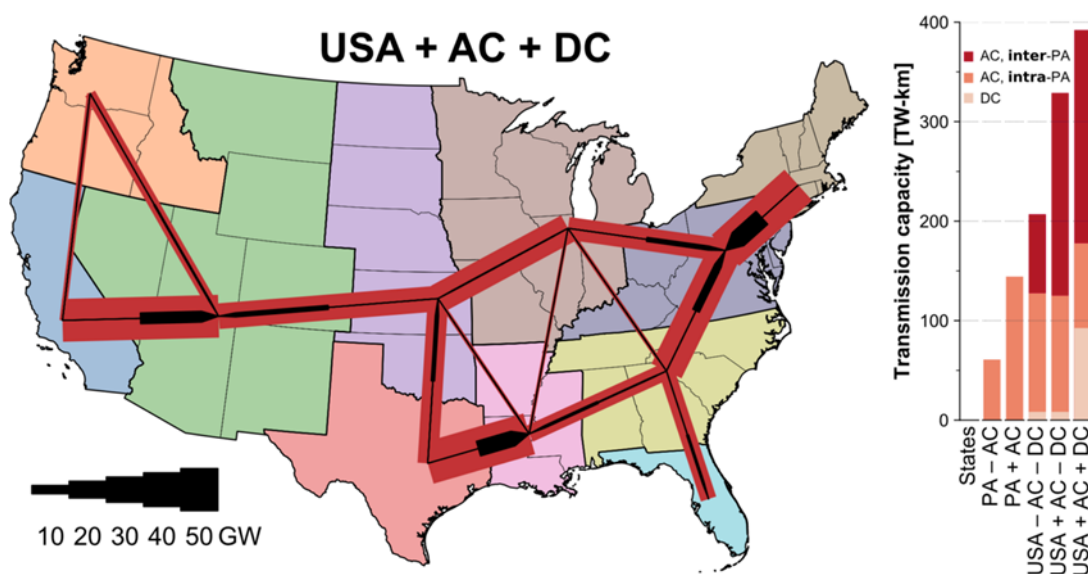 USA + AC + DC
10 20 30 40 50 GW
Transmission capacity [TW-km]
400
300
200
100
0
AC, inter-PA
AC, intra-PA
DC
States
PA – AC
PA + AC
USA – AC – DC
USA + AC – DC
USA + AC + DC